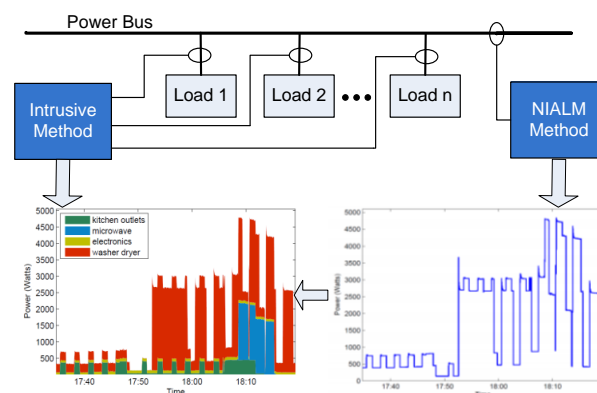 Power Bus
Load 1
Load 2
Load n
Intrusive
Method
NIALM
Method
5000
4500
4000
3500
3000
2500
2000
1500
1000
500
Power (Watts)
kitchen outlets
microwave
electronics
washer dryer
17:40
17:50
18:00
18:10
Time
5000
4500
4000
3500
3000
2500
2000
1500
1000
500
Power (Watts)
17:40
17:50
18:00
18:10
Time